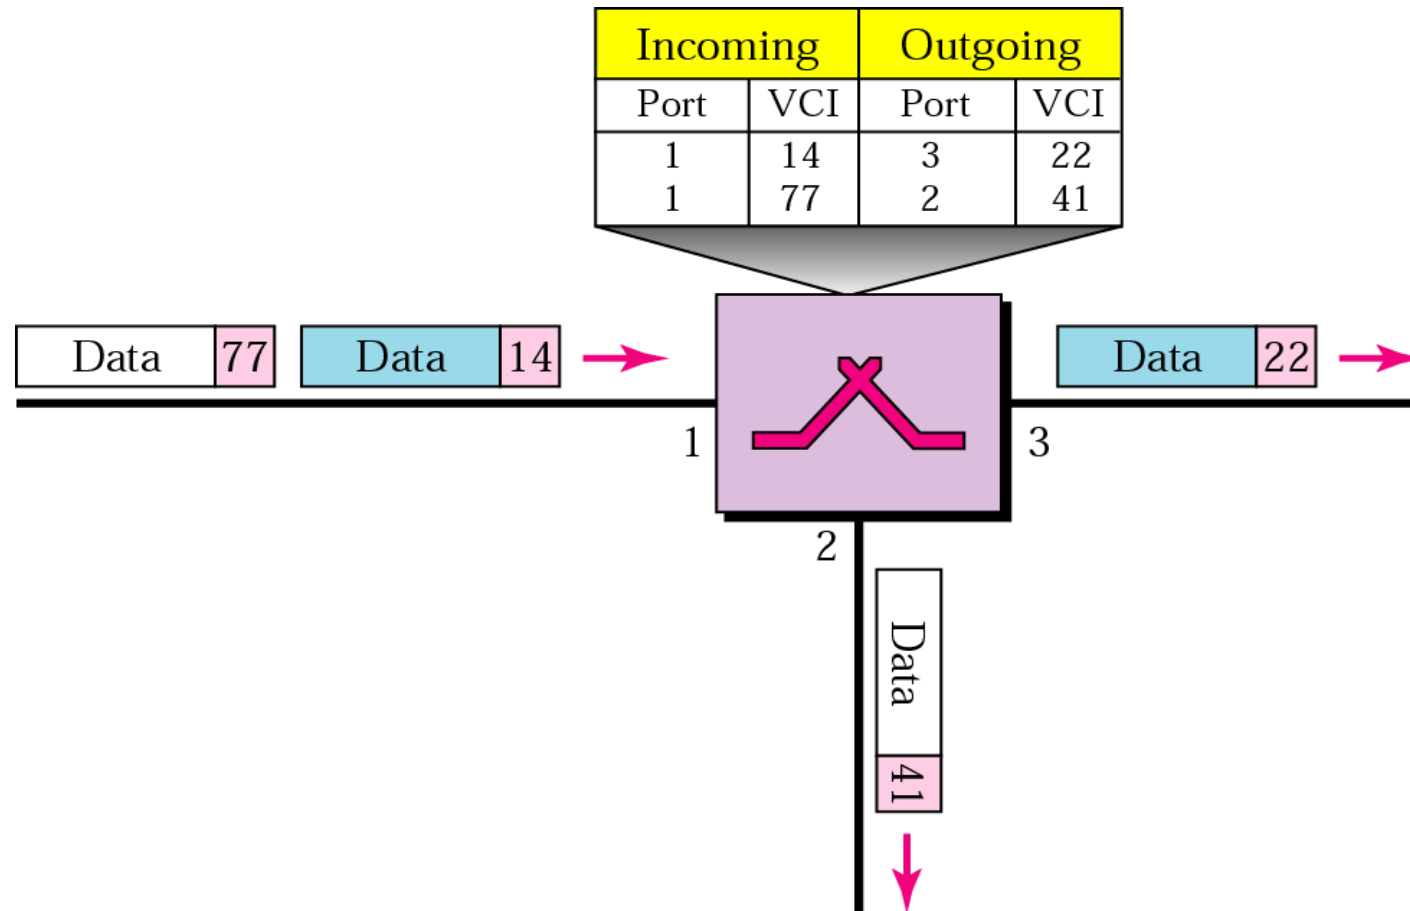 Incoming Outgoing
Port VCI Port VCI
1 14 3 22
1 77 2 41
Data 77 Data 14 Data 22
1 3
2
Data 41